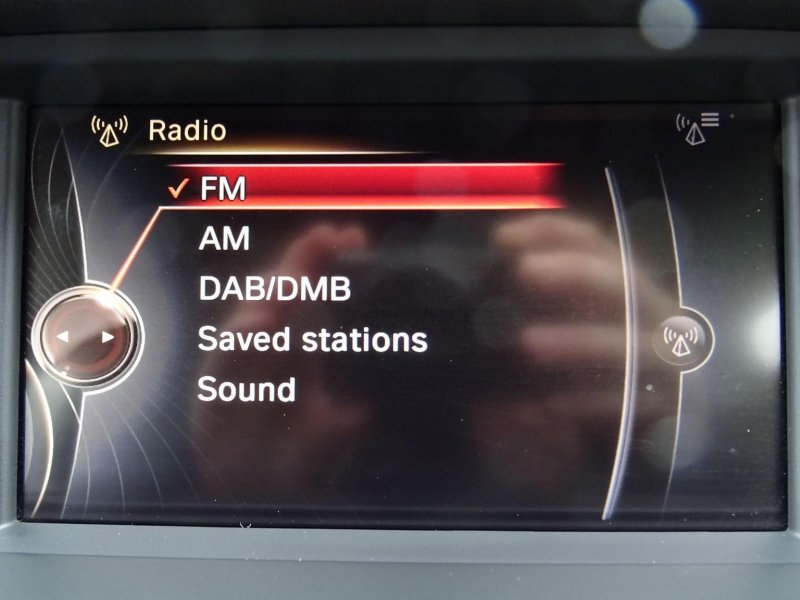 Radio
FM
AM
DAB/DMB
Saved stations
Sound